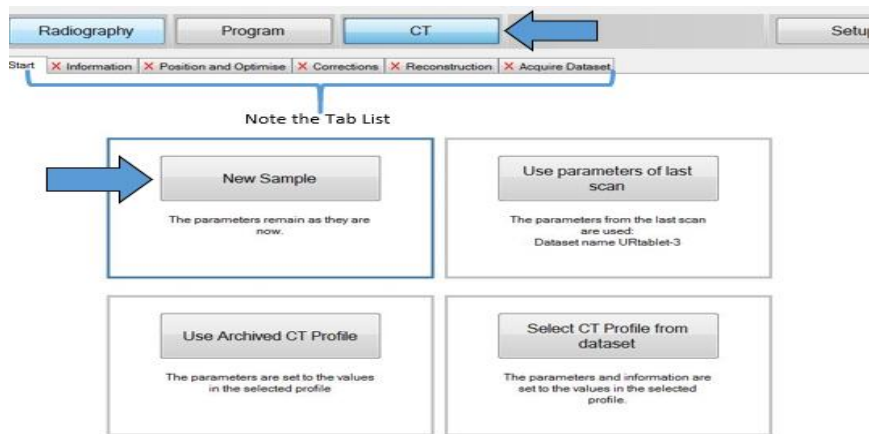 Radiography Program CT Setup
Start X Information X Position and Optimise X Corrections X Reconstruction X Acquire Dataset
Note the Tab List
New Sample
The parameters remain as they are
now.
Use parameters of last
scan
The parameters from the last scan
are used:
Dataset name URtablet-3
Use Archived CT Profile
The parameters are set to the values
in the selected profile
Select CT Profile from
dataset
The parameters and information are
set to the values in the selected
profile.